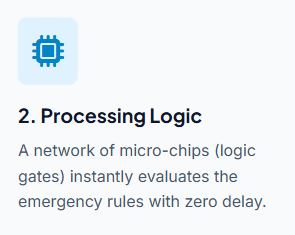 2. Processing Logic
A network of micro-chips (logic
gates) instantly evaluates the
emergency rules with zero delay.